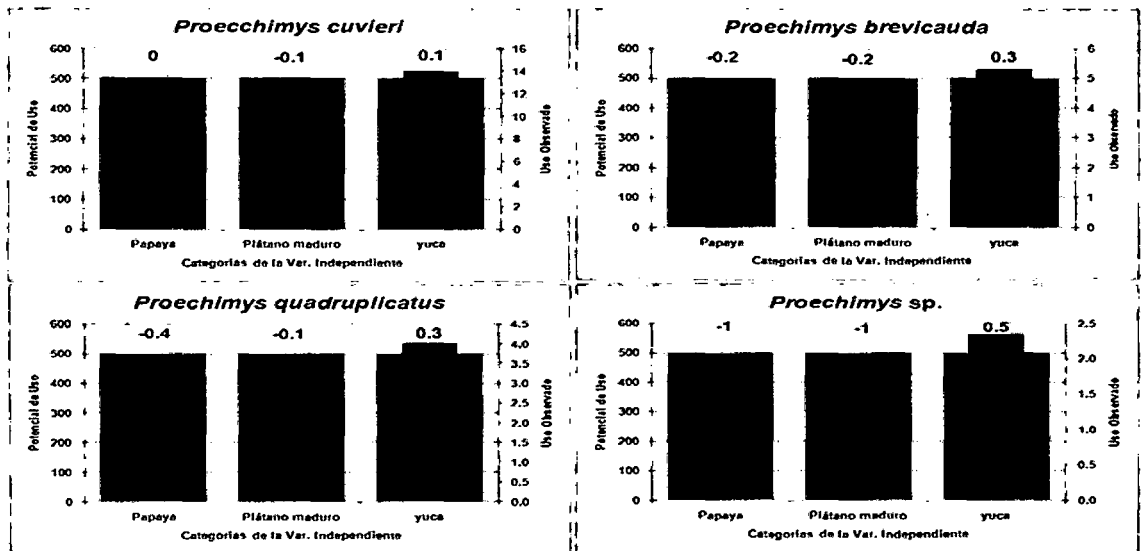 Proecchimys cuvieri
0 -0.1 0.1
600 16
500 14
12
400 10
300 8
200 6
4
100 2
0 0
Potencial de Uso
Uso Observado
Papaya Plátano maduro yuca
Categorías de la Var. Independiente
Proechimys brevicauda
-0.2 -0.2 0.3
600 6
500 5
400 4
300 3
200 2
100 1
0 0
Potencial de Uso
Uso Observado
Papaya Plátano maduro yuca
Categorías de la Var. Independiente
Proechimys quadruplicatus
-0.4 -0.1 0.3
600 4.5
4.0
500 3.5
400 3.0
300 2.5
2.0
200 1.5
100 1.0
0.5
0 0.0
Potencial de Uso
Uso Observado
Papaya Plátano maduro yuca
Categorías de la Var. Independiente
Proechimys sp.
-1 -1 0.5
600 2.5
500 2.0
400
300 1.5
200 1.0
100 0.5
0 0.0
Potencial de Uso
Uso Observado
Papaya Plátano maduro yuca
Categorías de la Var. Independiente